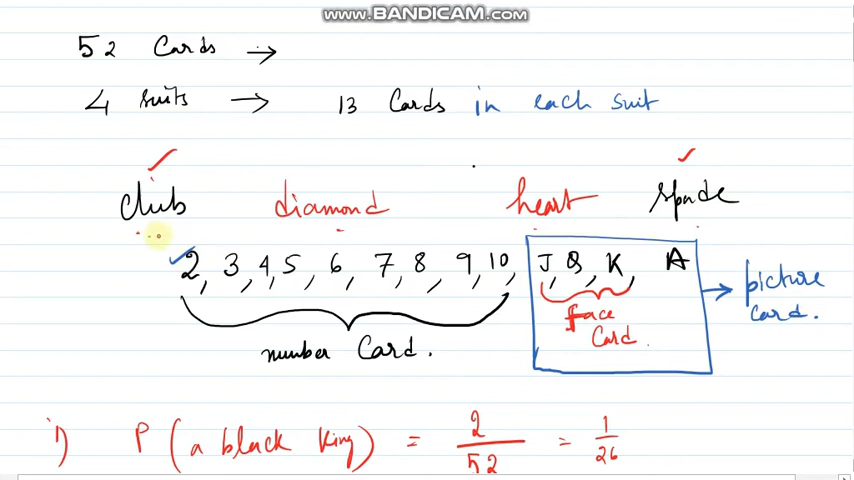 www.BANDICAM.com
52 Cards →
4 suits → 13 Cards in each suit
club diamond heart spade
2, 3, 4, 5, 6, 7, 8, 9, 10, J, Q, K, A
picture card.
face Card.
number Card.
i) P (a black king) = 2/52 = 1/26